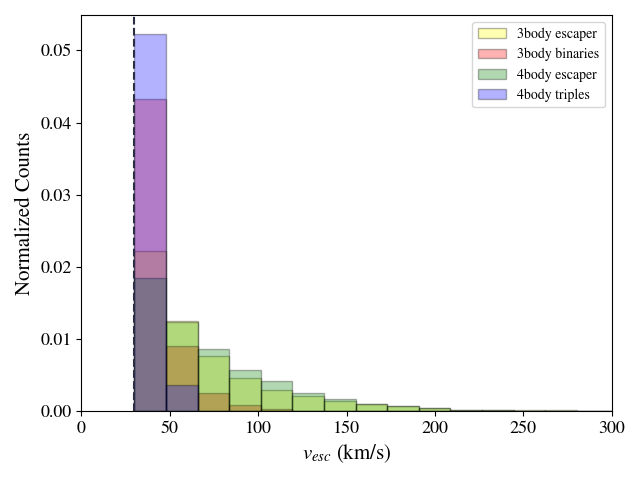 3body escaper
3body binaries
4body escaper
4body triples
Normalized Counts
0.05
0.04
0.03
0.02
0.01
0.00
0 50 100 150 200 250 300
v_esc (km/s)